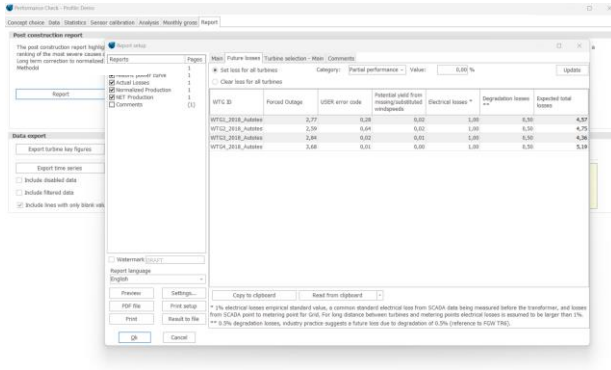 Performance Check - Profile: Demo
Concept choice Data Statistics Sensor calibration Analysis Monthly gross Report
Post construction report
The post construction report highlig
ranking of the most severe causes o
Long term correction to normalized
Methods)
Report
Data export
Export turbine key figures
Export time series
Include disabled data
Include filtered data
Include lines with only blank valu
Report setup
Reports Pages
1
Historic power curve 1
Actual Losses 1
Normalized Production 1
NET Production 1
Comments (1)
Watermark
Report language
English
Preview Settings...
PDF file Print setup
Print Result to file
Ok Cancel
Main Future losses Turbine selection - Main Comments
Set loss for all turbines Category: Partial performance Value: 0,00 % Update
Clear loss for all turbines
WTG ID Forced Outage USER error code Potential yield from missing/substituted windspeeds Electrical losses * Degradation losses ** Expected total losses
WTG1_2018_Autotes 2,77 0,28 0,02 1,00 0,50 4,57
WTG2_2018_Autotes 2,59 0,64 0,02 1,00 0,50 4,75
WTG3_2018_Autotes 2,84 0,02 0,01 1,00 0,50 4,36
WTG4_2018_Autotes 3,68 0,01 0,00 1,00 0,50 5,19
Copy to clipboard Read from clipboard
* 1% electrical losses empirical standard value, a common standard electrical loss from SCADA data being measured before the transformer, and losses
from SCADA point to metering point for Grid. For long distance between turbines and metering points electrical losses is assumed to be larger than 1%.
** 0.5% degradation losses, industry practice suggests a future loss due to degradation of 0.5% (reference to FGW TR6).